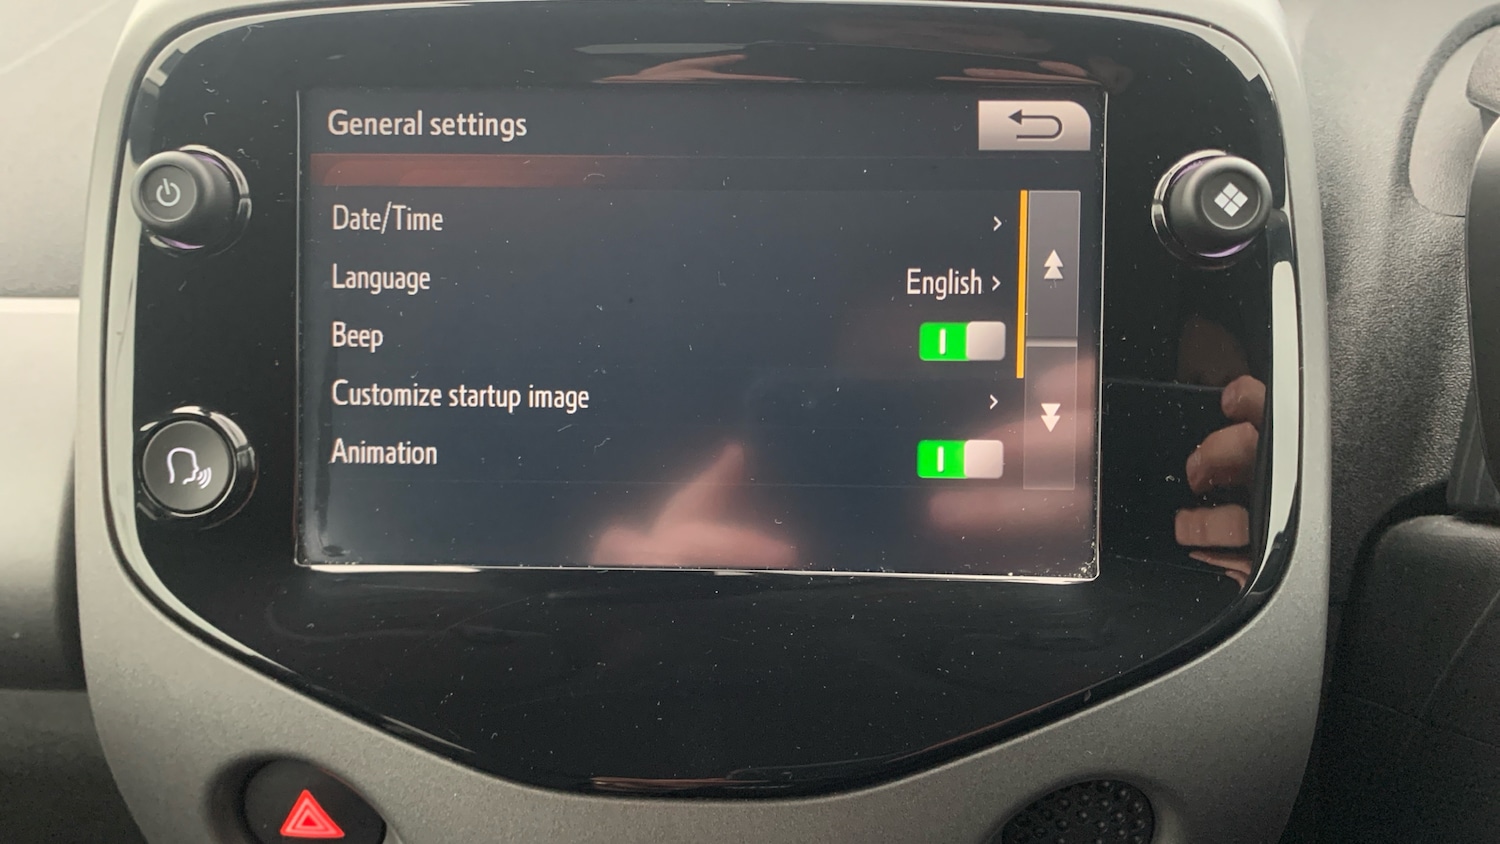 General settings
Date/Time
Language English
Beep
Customize startup image
Animation